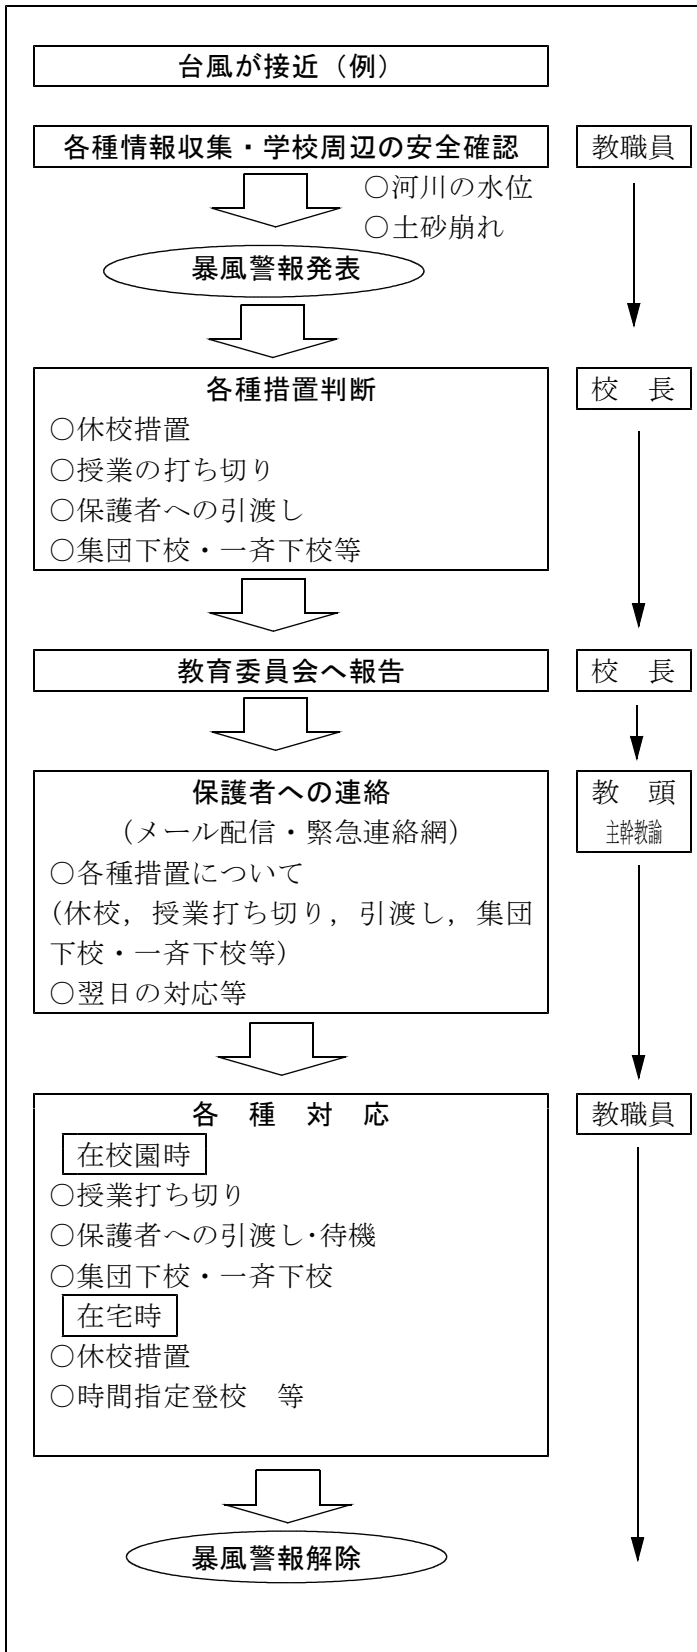 台風が接近（例）
各種情報収集・学校周辺の安全確認
教職員
○河川の水位
○土砂崩れ
暴風警報発表
各種措置判断
校　長
○休校措置
○授業の打ち切り
○保護者への引渡し
○集団下校・一斉下校等
教育委員会へ報告
校　長
保護者への連絡
教　頭
主幹教諭
（メール配信・緊急連絡網）
○各種措置について
（休校，授業打ち切り，引渡し，集団
下校・一斉下校等）
○翌日の対応等
各　種　対　応
教職員
在校園時
○授業打ち切り
○保護者への引渡し・待機
○集団下校・一斉下校
在宅時
○休校措置
○時間指定登校　等
暴風警報解除